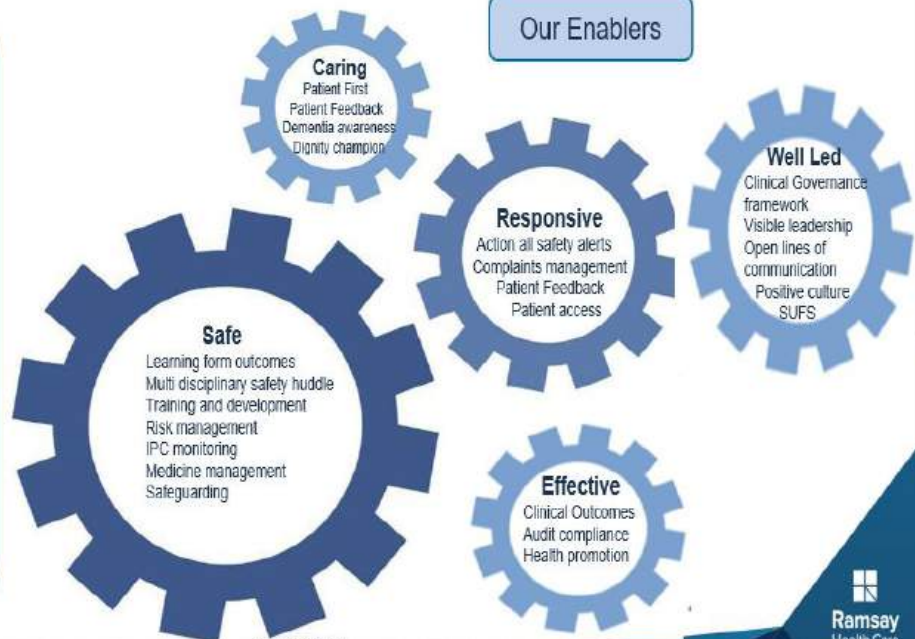 Our Enablers
Caring
Patient First
Patient Feedback
Dementia awareness
Dignity champion
Responsive
Action all safety alerts
Complaints management
Patient Feedback
Patient access
Well Led
Clinical Governance
framework
Visible leadership
Open lines of
communication
Positive culture
SUFS
Safe
Learning form outcomes
Multi disciplinary safety huddle
Training and development
Risk management
IPC monitoring
Medicine management
Safeguarding
Effective
Clinical Outcomes
Audit compliance
Health promotion
Ramsay
Health Care